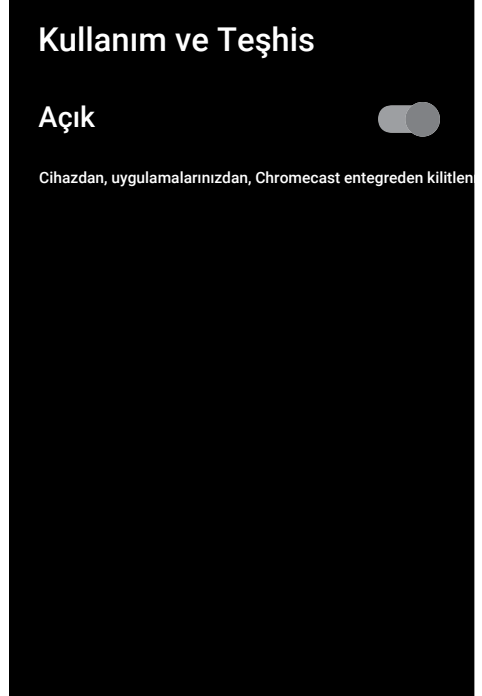 Kullanım ve Teşhis
Açık
Cihazdan, uygulamalarınızdan, Chromecast entegreden kilitlen